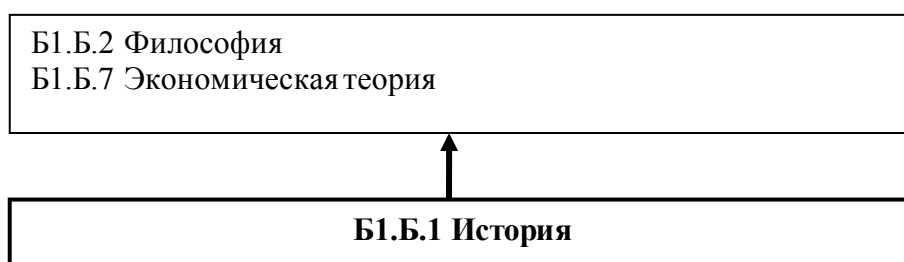 Б1.Б.2 Философия
Б1.Б.7 Экономическая теория
Б1.Б.1 История